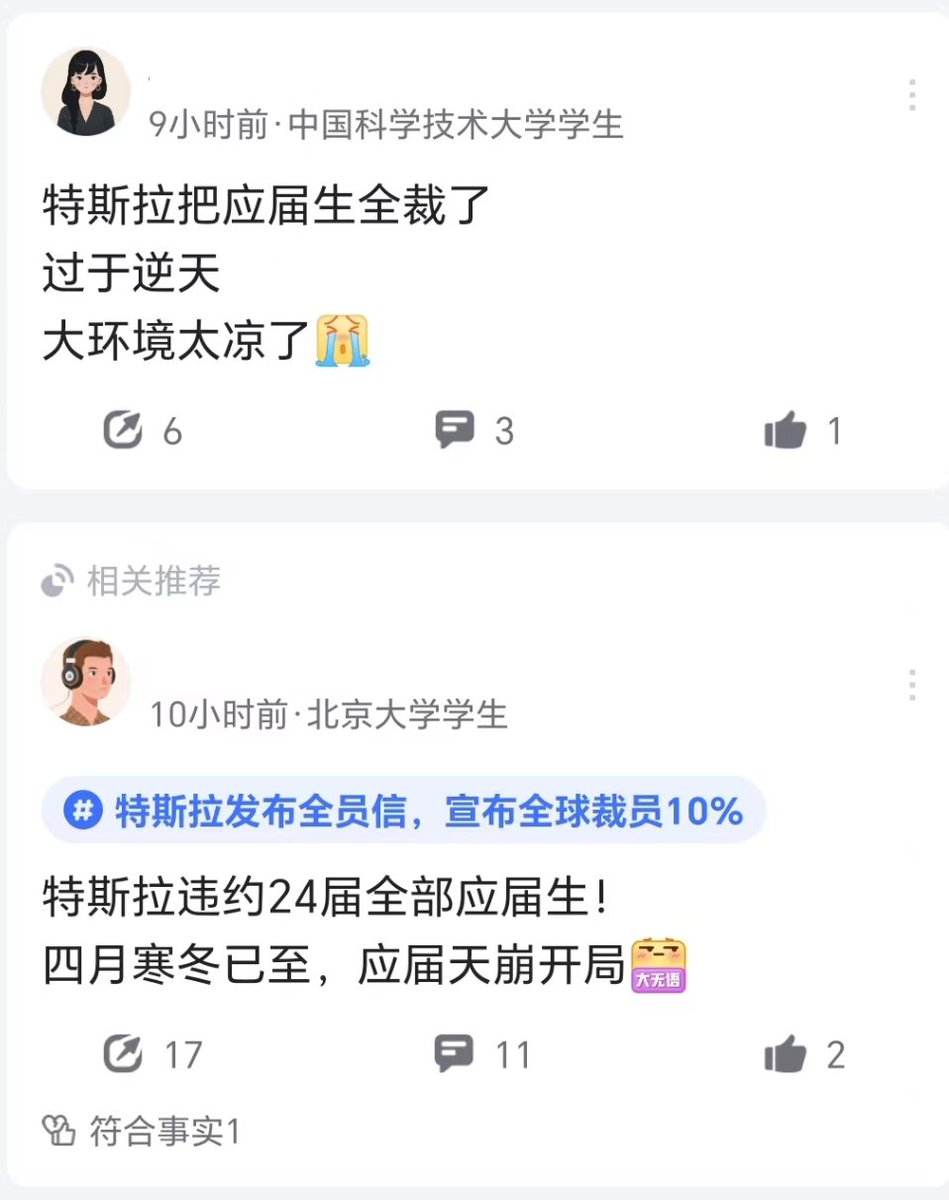 9小时前·中国科学技术大学学生
特斯拉把应届生全裁了
过于逆天
大环境太凉了
6 3 1
相关推荐
10小时前·北京大学学生
# 特斯拉发布全员信，宣布全球裁员10%
特斯拉违约24届全部应届生！
四月寒冬已至，应届天崩开局 大无语
17 11 2
符合事实1